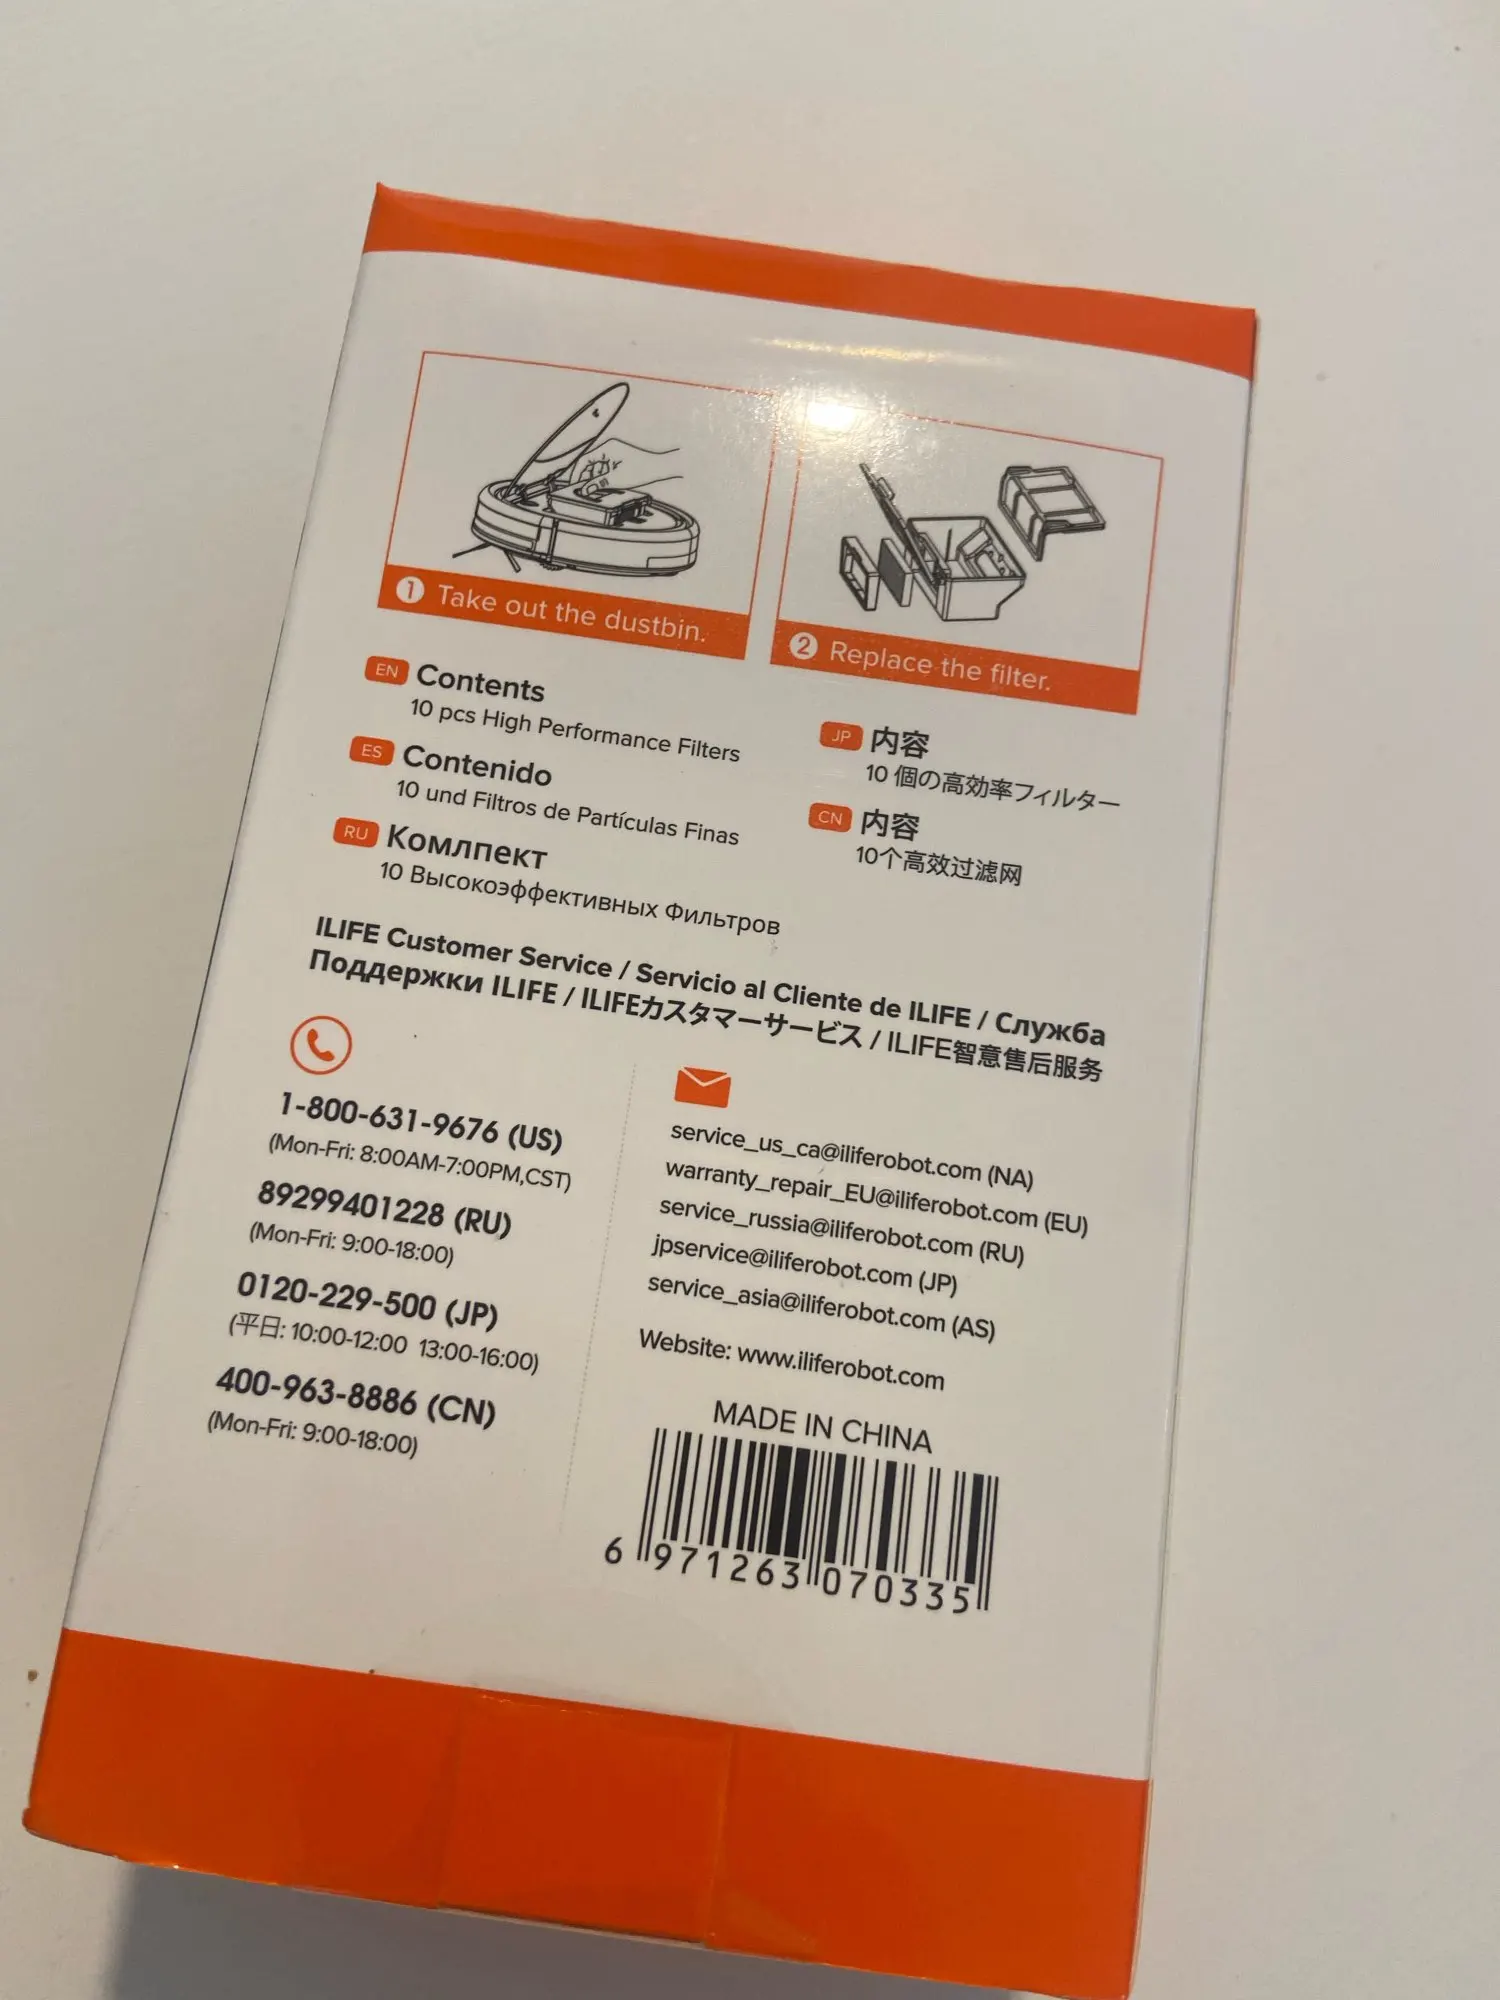 1 Take out the dustbin.
2 Replace the filter.
EN Contents
10 pcs High Performance Filters
ES Contenido
10 und Filtros de Partículas Finas
RU Комлпект
10 Высокоэффективных Фильтров
JP 内容
10 個の高効率フィルター
CN 内容
10个高效过滤网
ILIFE Customer Service / Servicio al Cliente de ILIFE / Служба
Поддержки ILIFE / ILIFEカスタマーサービス / ILIFE智意售后服务
1-800-631-9676 (US)
(Mon-Fri: 8:00AM-7:00PM,CST)
89299401228 (RU)
(Mon-Fri: 9:00-18:00)
0120-229-500 (JP)
(平日: 10:00-12:00 13:00-16:00)
400-963-8886 (CN)
(Mon-Fri: 9:00-18:00)
service_us_ca@iliferobot.com (NA)
warranty_repair_EU@iliferobot.com (EU)
service_russia@iliferobot.com (RU)
jpservice@iliferobot.com (JP)
service_asia@iliferobot.com (AS)
Website: www.iliferobot.com
MADE IN CHINA
6 971263 070335